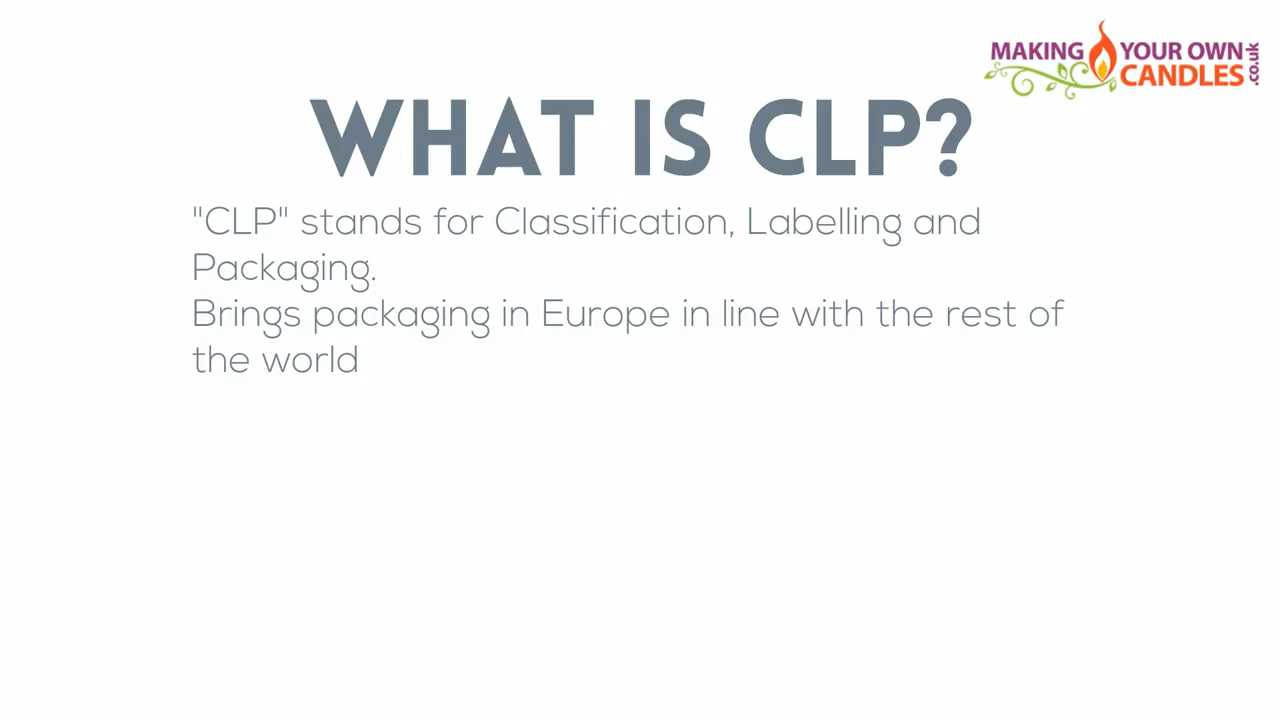 MAKING YOUR OWN
CANDLES .co.uk
WHAT IS CLP?
"CLP" stands for Classification, Labelling and
Packaging.
Brings packaging in Europe in line with the rest of
the world